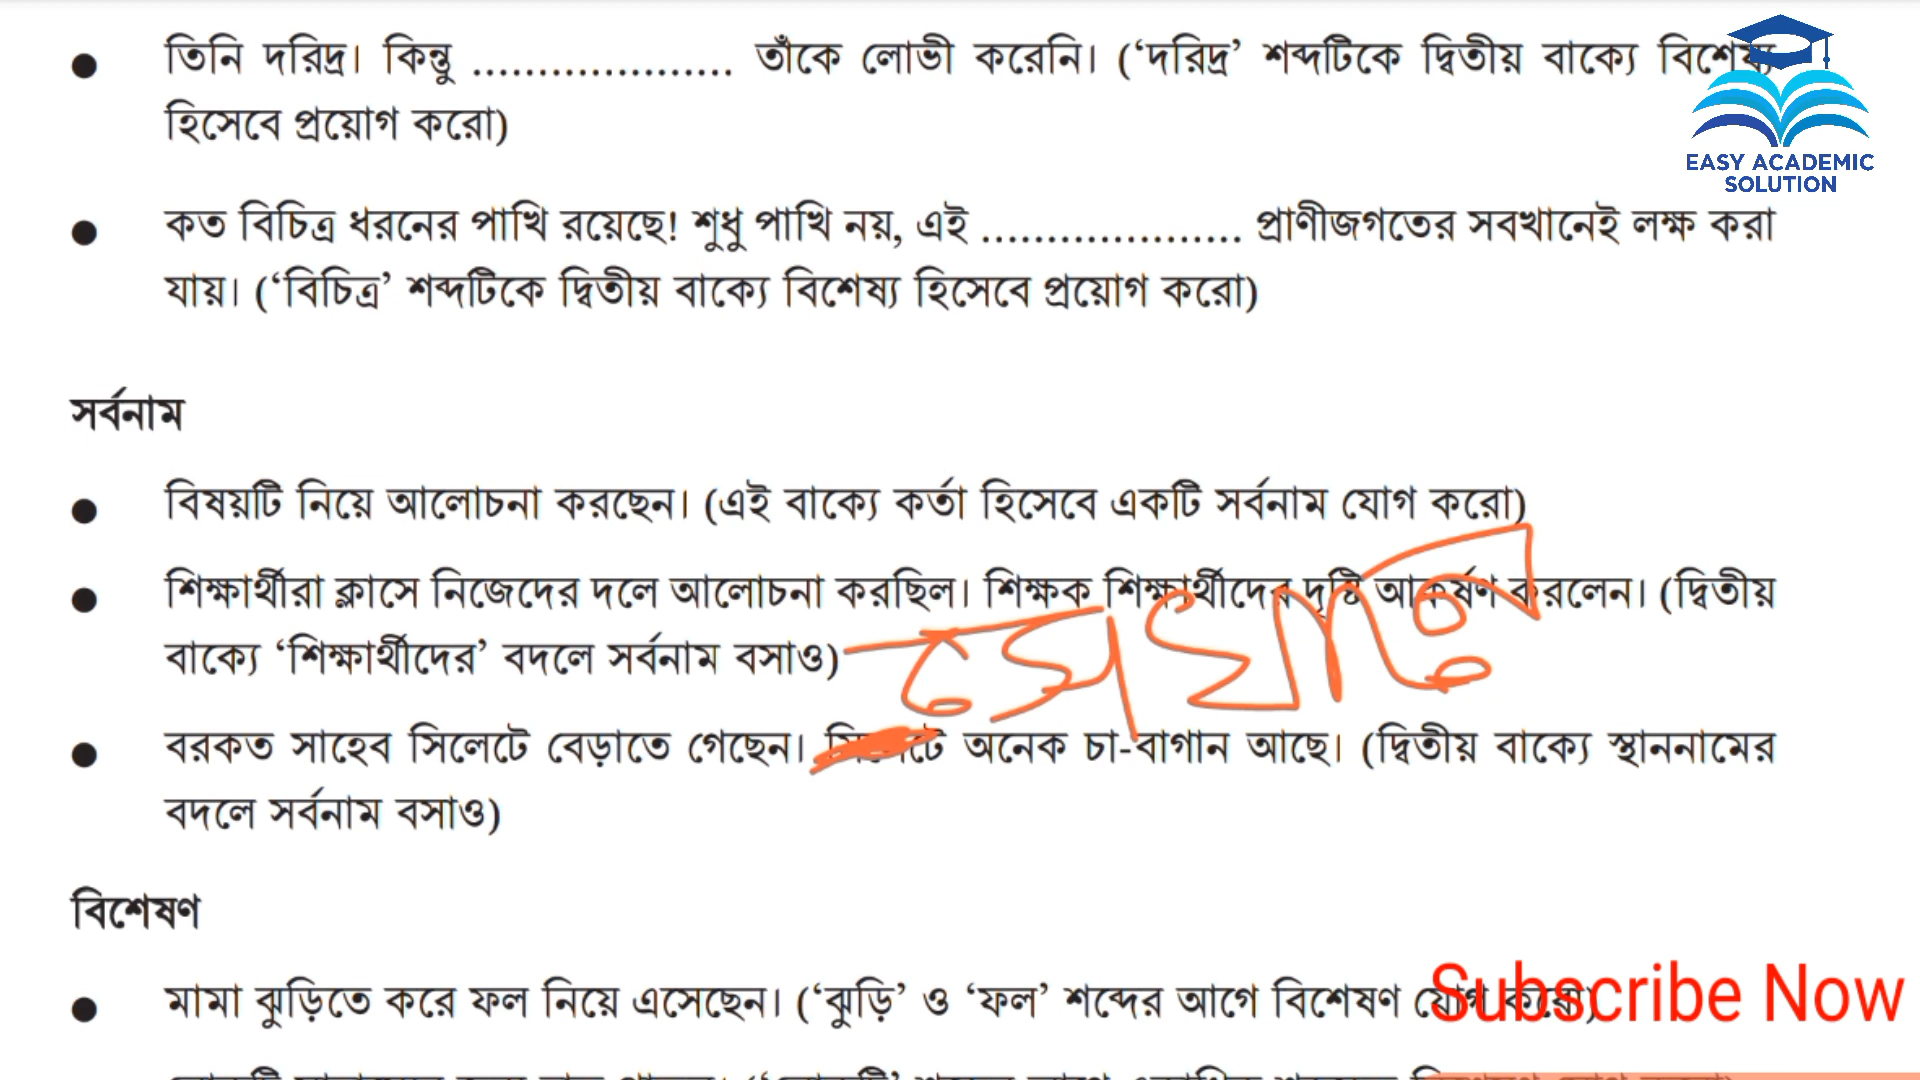 তিনি দরিদ্র। কিন্তু .................... তাঁকে লোভী করেনি। (‘দরিদ্র’ শব্দটিকে দ্বিতীয় বাক্যে বিশেষ্য
হিসেবে প্রয়োগ করো)
EASY ACADEMIC
SOLUTION
কত বিচিত্র ধরনের পাখি রয়েছে! শুধু পাখি নয়, এই .................... প্রাণীজগতের সবখানেই লক্ষ করা
যায়। (‘বিচিত্র’ শব্দটিকে দ্বিতীয় বাক্যে বিশেষ্য হিসেবে প্রয়োগ করো)
সর্বনাম
বিষয়টি নিয়ে আলোচনা করছেন। (এই বাক্যে কর্তা হিসেবে একটি সর্বনাম যোগ করো)
শিক্ষার্থীরা ক্লাসে নিজেদের দলে আলোচনা করছিল। শিক্ষক শিক্ষার্থীদের দৃষ্টি আকর্ষণ করলেন। (দ্বিতীয়
বাক্যে ‘শিক্ষার্থীদের’ বদলে সর্বনাম বসাও)
সেখানে
বরকত সাহেব সিলেটে বেড়াতে গেছেন। সিলেটে অনেক চা-বাগান আছে। (দ্বিতীয় বাক্যে স্থাননামের
বদলে সর্বনাম বসাও)
বিশেষণ
মামা ঝুড়িতে করে ফল নিয়ে এসেছেন। (‘ঝুড়ি’ ও ‘ফল’ শব্দের আগে বিশেষণ যোগ করো)
Subscribe Now